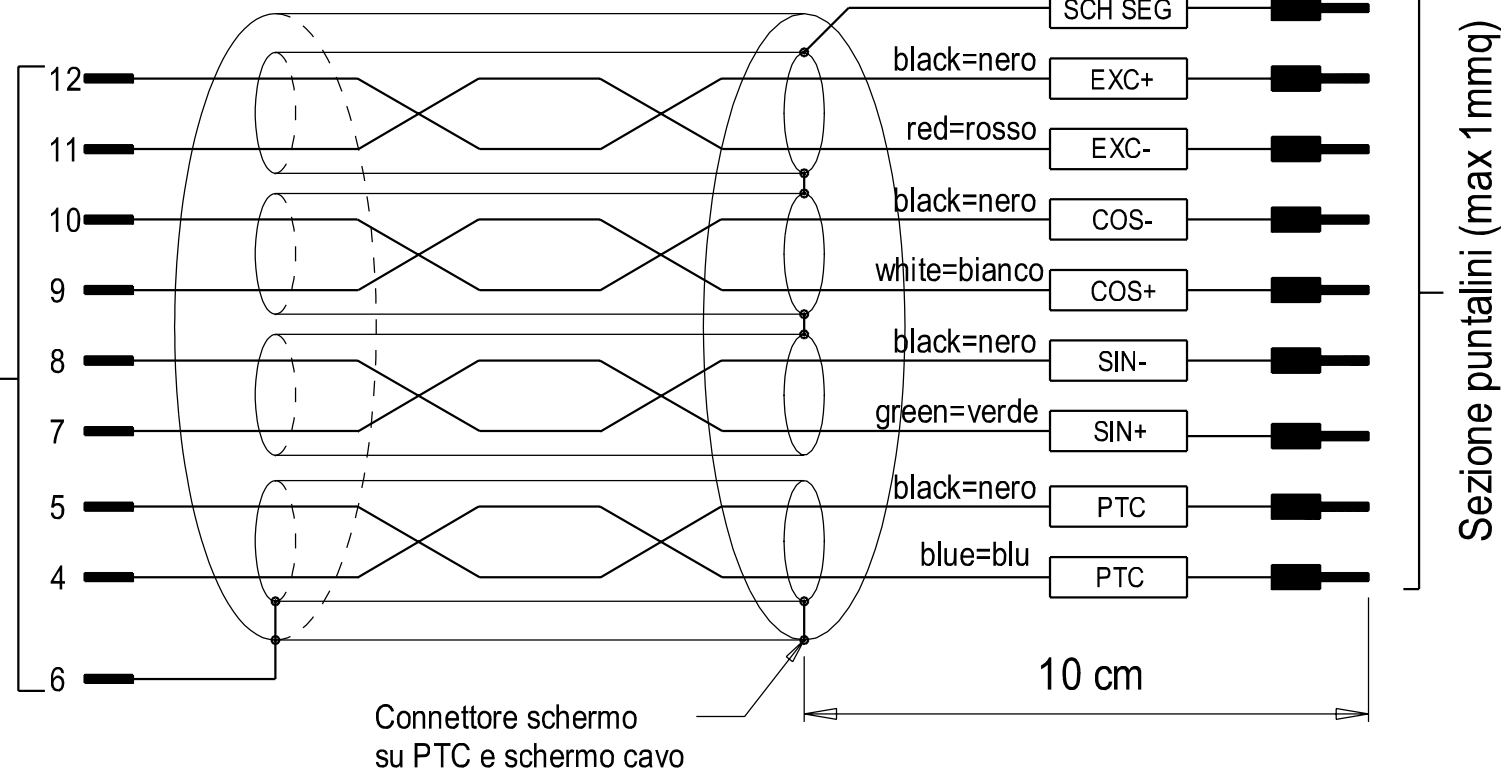 SCH SEG
12
black=nero
EXC+
11
red=rosso
EXC-
10
black=nero
COS-
9
white=bianco
COS+
8
black=nero
SIN-
7
green=verde
SIN+
5
black=nero
PTC
4
blue=blu
PTC
6
10 cm
Connettore schermo
su PTC e schermo cavo
Sezione puntalini (max 1mmq)